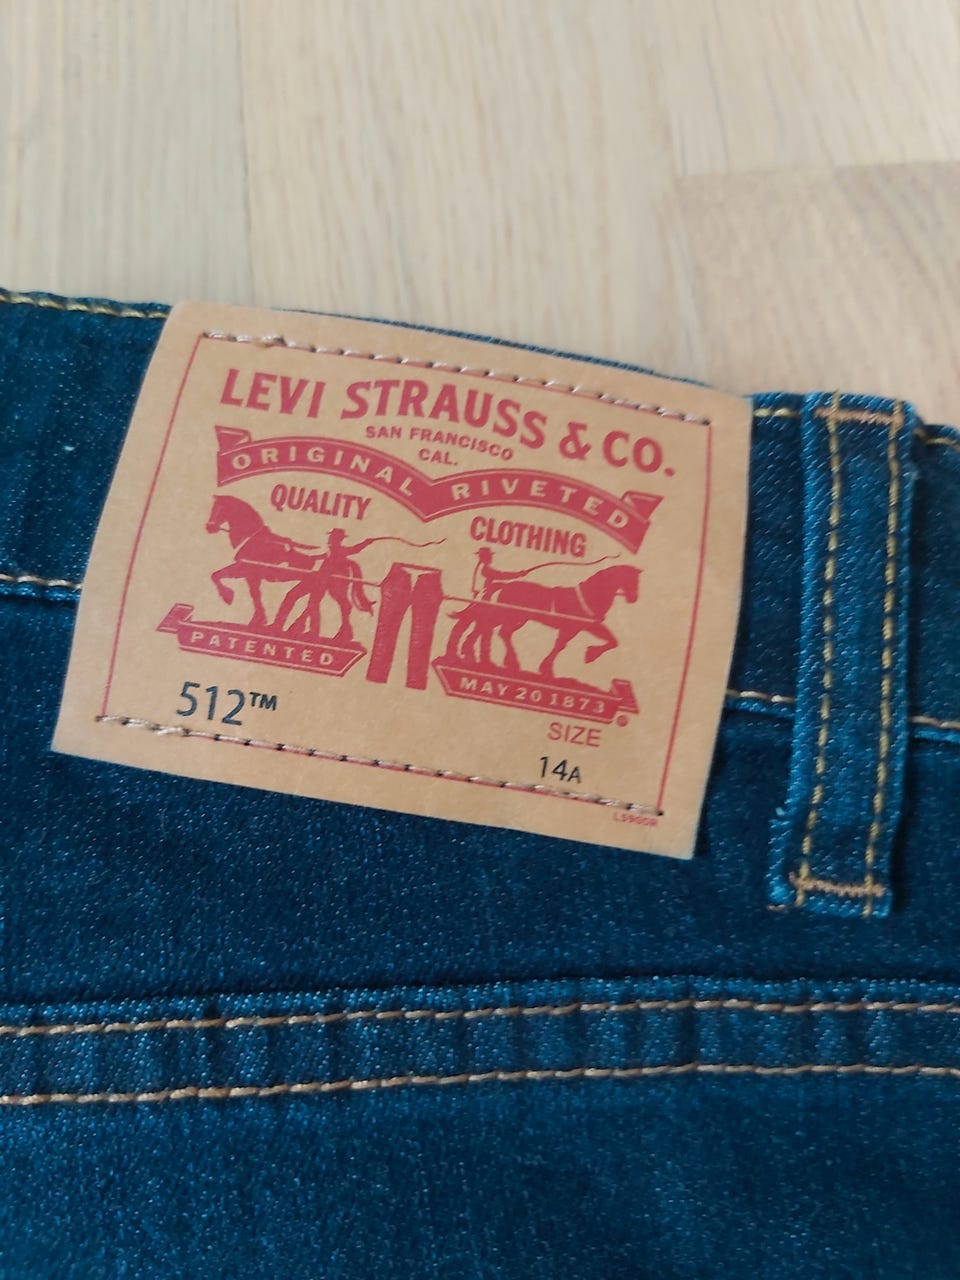 LEVI STRAUSS & CO.
SAN FRANCISCO
CAL.
ORIGINAL RIVETED
QUALITY
CLOTHING
PATENTED
MAY 20 1873
512™
SIZE
14A